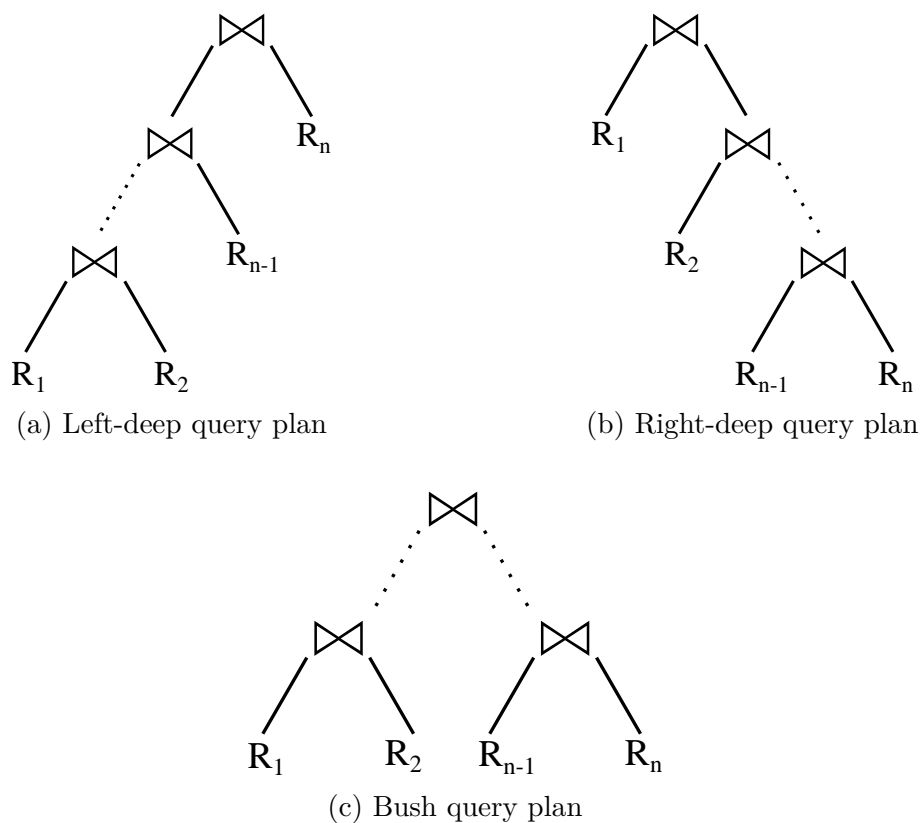 Rₙ
R₁
Rₙ₋₁
R₂
R₁ R₂
Rₙ₋₁ Rₙ
(a) Left-deep query plan
(b) Right-deep query plan
R₁ R₂ Rₙ₋₁ Rₙ
(c) Bush query plan